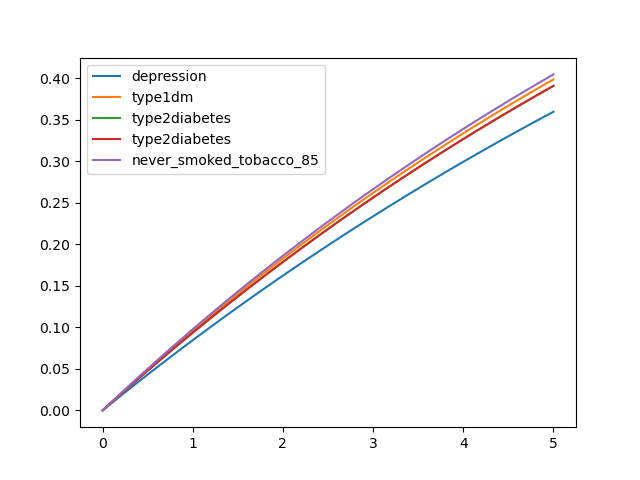 depression
type1dm
type2diabetes
type2diabetes
never_smoked_tobacco_85
0.40
0.35
0.30
0.25
0.20
0.15
0.10
0.05
0.00
0 1 2 3 4 5